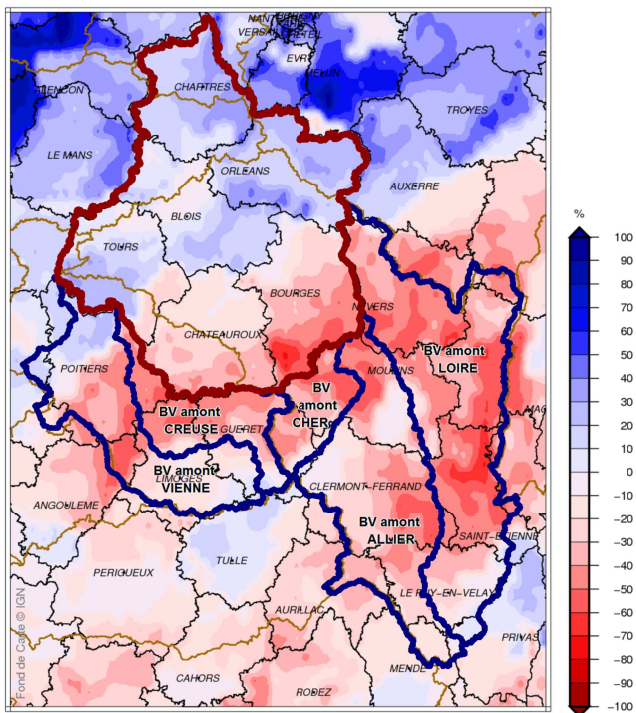 NANTERRE
VERSAILLES
CRETEIL
EVRY
MELUN
ALENCON
CHARTRES
TROYES
LE MANS
ORLEANS
AUXERRE
BLOIS
TOURS
BOURGES
NEVERS
CHATEAUROUX
POITIERS
MOULINS
BV amont
LOIRE
BV amont
CREUSE
GUERET
BV
amont
CHER
BV amont
VIENNE
LIMOGES
CLERMONT-FERRAND
ANGOULEME
BV amont
ALLIER
SAINT-ETIENNE
TULLE
PERIGUEUX
LE PUY-EN-VELAY
AURILLAC
PRIVAS
MENDE
CAHORS
RODEZ
MAC
Fond de Carte © IGN
%
100
90
80
70
60
50
40
30
20
10
0
-10
-20
-30
-40
-50
-60
-70
-80
-90
-100